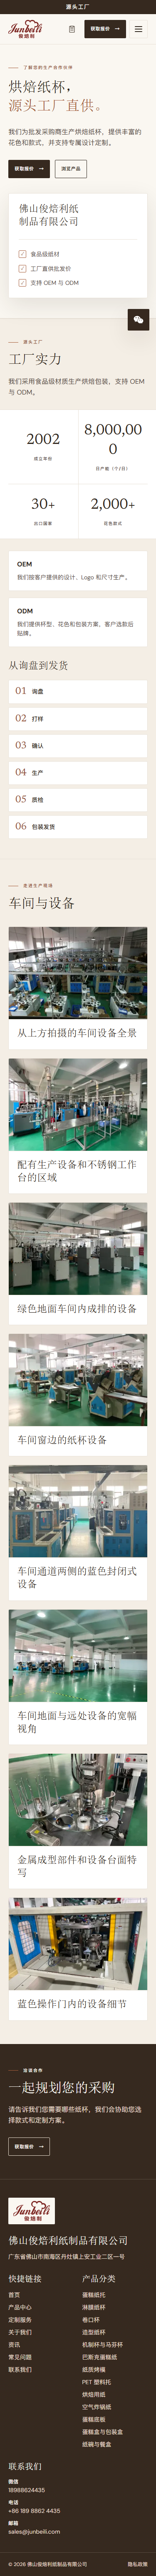 源头工厂
Junbeili
俊倍利
获取报价 →
了解您的生产合作伙伴
烘焙纸杯，
源头工厂直供。
我们为批发采购商生产烘焙纸杯，提供丰富的
花色和款式，并支持专属设计定制。
获取报价 →
浏览产品
佛山俊焙利纸
制品有限公司
食品级纸材
工厂直供批发价
支持 OEM 与 ODM
源头工厂
工厂实力
我们采用食品级材质生产烘焙包装，支持 OEM
与 ODM。
2002
成立年份
8,000,00
0
日产能（个/月）
30+
出口国家
2,000+
花色款式
OEM
我们按客户提供的设计、Logo 和尺寸生产。
ODM
我们提供杯型、花色和包装方案，客户选款后
贴牌。
从询盘到发货
01 询盘
02 打样
03 确认
04 生产
05 质检
06 包装发货
走进生产现场
车间与设备
从上方拍摄的车间设备全景
配有生产设备和不锈钢工作
台的区域
绿色地面车间内成排的设备
车间窗边的纸杯设备
车间通道两侧的蓝色封闭式
设备
车间地面与远处设备的宽幅
视角
金属成型部件和设备台面特
写
蓝色操作门内的设备细节
洽谈合作
一起规划您的采购
请告诉我们您需要哪些纸杯，我们会协助您选
择款式和定制方案。
获取报价 →
Junbeili
俊倍利
佛山俊焙利纸制品有限公司
广东省佛山市南海区丹灶镇上安工业二区一号
快捷链接
首页
产品中心
定制服务
关于我们
资讯
常见问题
联系我们
产品分类
蛋糕纸托
淋膜纸杯
卷口杯
造型纸杯
机制杯与马芬杯
巴斯克蛋糕纸
纸质烤模
PET 塑料托
烘焙用纸
空气炸锅纸
蛋糕底板
蛋糕盒与包装盒
纸碗与餐盒
联系我们
微信
18988624435
电话
+86 189 8862 4435
邮箱
sales@junbeili.com
© 2026 佛山俊焙利纸制品有限公司
隐私政策